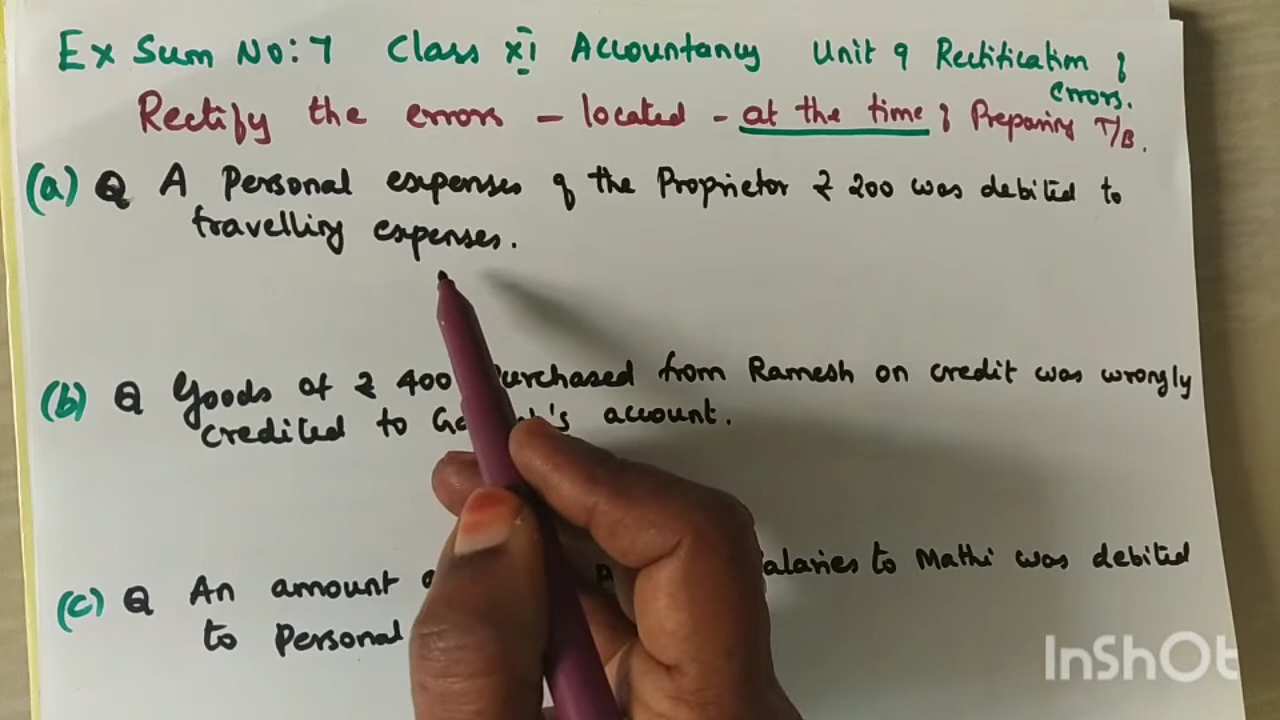 Ex Sum No: 7 Class XI Accountancy Unit 9 Rectification of
errors.
Rectify the errors – located – at the time of Preparing T/B.
(a) Q A Personal expenses of the Proprietor ₹ 200 was debited to
travelling expenses.
(b) Q Goods of ₹ 400 Purchased from Ramesh on credit was wrongly
credited to 's account.
(c) Q An amount to Mathi was debited
to Personal
InShOt